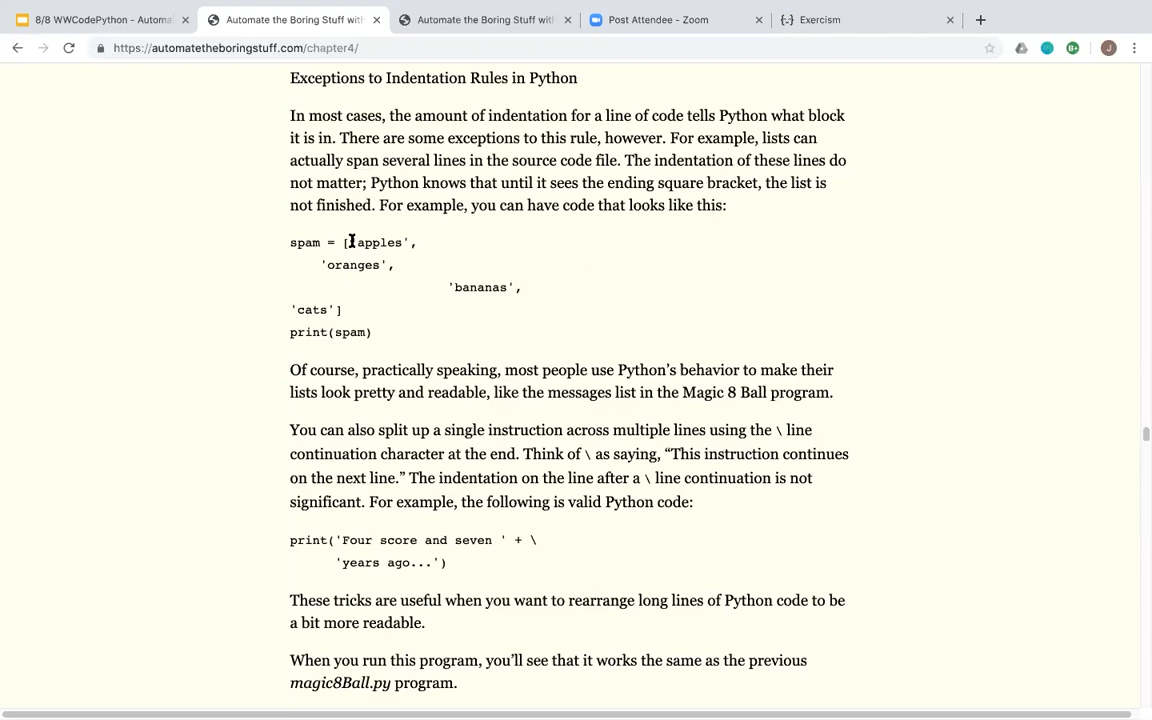 8/8 WWCodePython - Automa
Automate the Boring Stuff with
Automate the Boring Stuff with
Post Attendee - Zoom
Exercism
https://automatetheboringstuff.com/chapter4/
Exceptions to Indentation Rules in Python
In most cases, the amount of indentation for a line of code tells Python what block
it is in. There are some exceptions to this rule, however. For example, lists can
actually span several lines in the source code file. The indentation of these lines do
not matter; Python knows that until it sees the ending square bracket, the list is
not finished. For example, you can have code that looks like this:
spam = ['apples',
    'oranges',
                    'bananas',
'cats']
print(spam)
Of course, practically speaking, most people use Python’s behavior to make their
lists look pretty and readable, like the messages list in the Magic 8 Ball program.
You can also split up a single instruction across multiple lines using the \ line
continuation character at the end. Think of \ as saying, “This instruction continues
on the next line.” The indentation on the line after a \ line continuation is not
significant. For example, the following is valid Python code:
print('Four score and seven ' + \
      'years ago...')
These tricks are useful when you want to rearrange long lines of Python code to be
a bit more readable.
When you run this program, you’ll see that it works the same as the previous
magic8Ball.py program.